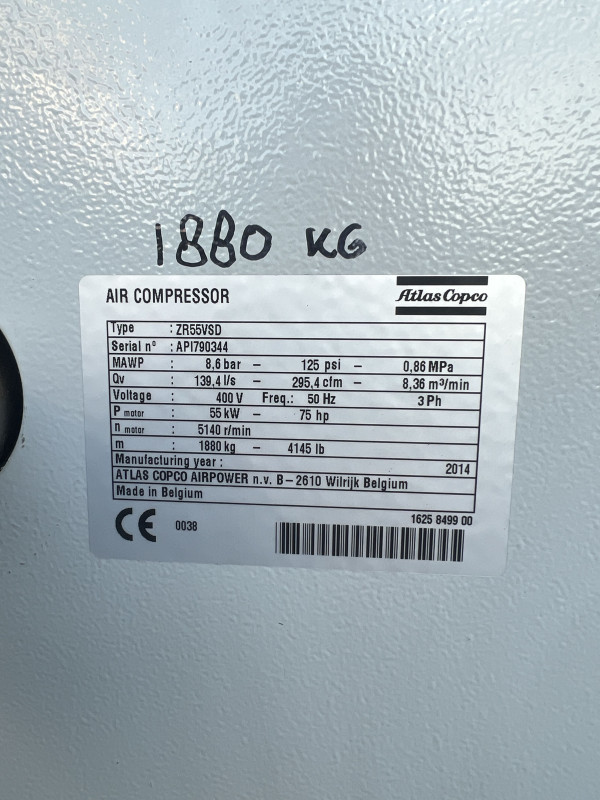 1880 KG
AIR COMPRESSOR
Atlas Copco
Type : ZR55VSD
Serial n° : API790344
MAWP : 8,6 bar – 125 psi – 0,86 MPa
Qv : 139,4 l/s – 295,4 cfm – 8,36 m³/min
Voltage : 400 V Freq.: 50 Hz 3 Ph
P motor : 55 kW – 75 hp
n motor : 5140 r/min
m : 1880 kg – 4145 lb
Manufacturing year : 2014
ATLAS COPCO AIRPOWER n.v. B – 2610 Wilrijk Belgium
Made in Belgium
CE 0038
1625 8499 00